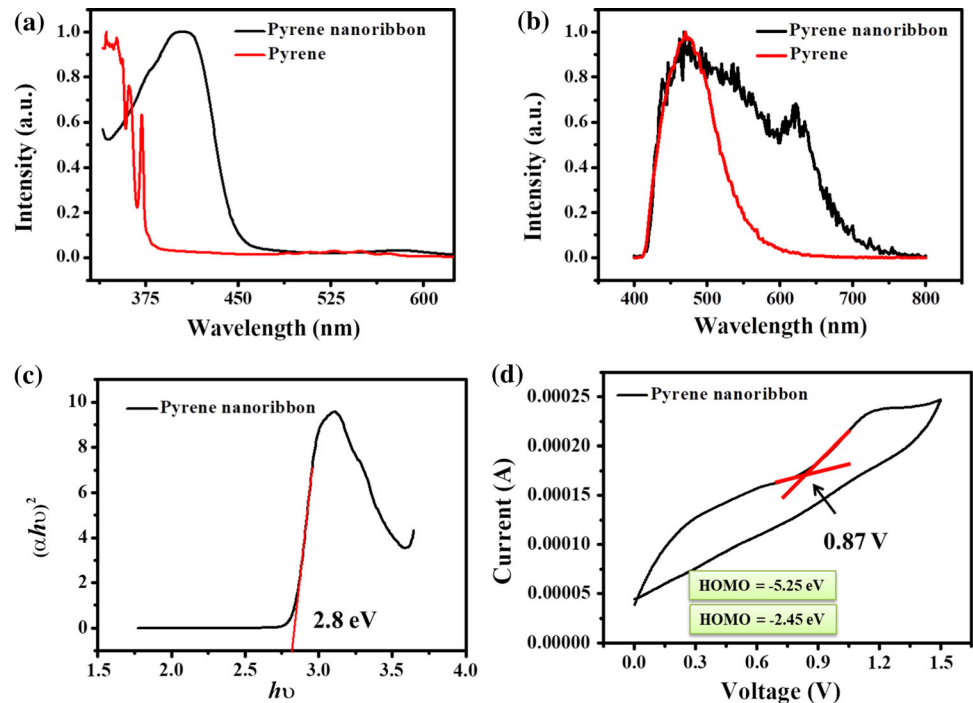 (a)
Pyrene nanoribbon
Pyrene
Intensity (a.u.)
1.0
0.8
0.6
0.4
0.2
0.0
375 450 525 600
Wavelength (nm)
(b)
Pyrene nanoribbon
Pyrene
Intensity (a.u.)
1.0
0.8
0.6
0.4
0.2
0.0
400 500 600 700 800
Wavelength (nm)
(c)
Pyrene nanoribbon
(αhυ)²
10
8
6
4
2
0
2.8 eV
1.5 2.0 2.5 3.0 3.5 4.0
hυ
(d)
Pyrene nanoribbon
Current (A)
0.00025
0.00020
0.00015
0.00010
0.00005
0.00000
0.87 V
HOMO = -5.25 eV
HOMO = -2.45 eV
0.0 0.3 0.6 0.9 1.2 1.5
Voltage (V)